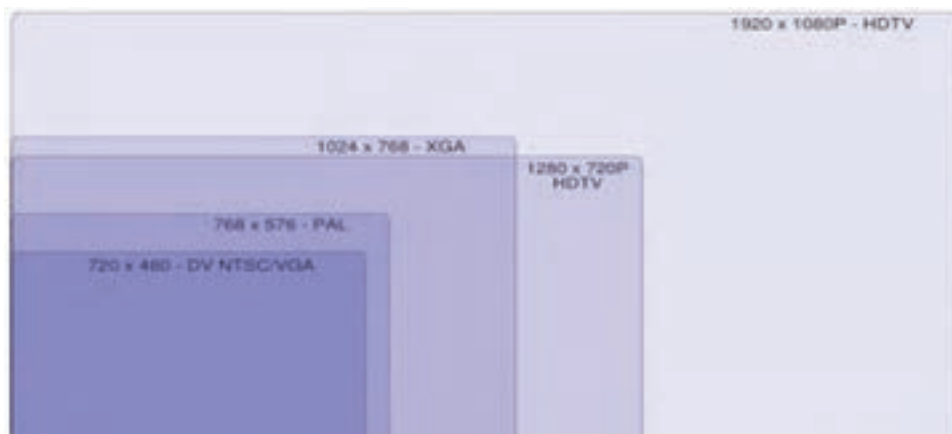 1920 x 1080P - HDTV
1024 x 768 - XGA
1280 x 720P
HDTV
768 x 576 - PAL
720 x 480 - DV NTSC/VGA